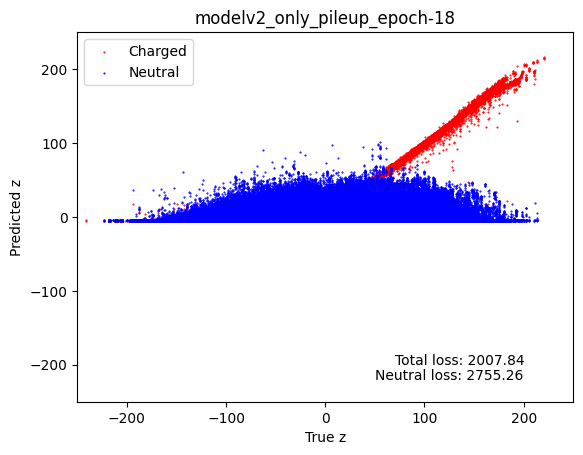 modelv2_only_pileup_epoch-18
Charged
Neutral
200
100
0
−100
−200
Predicted z
Total loss: 2007.84
Neutral loss: 2755.26
−200 −100 0 100 200
True z